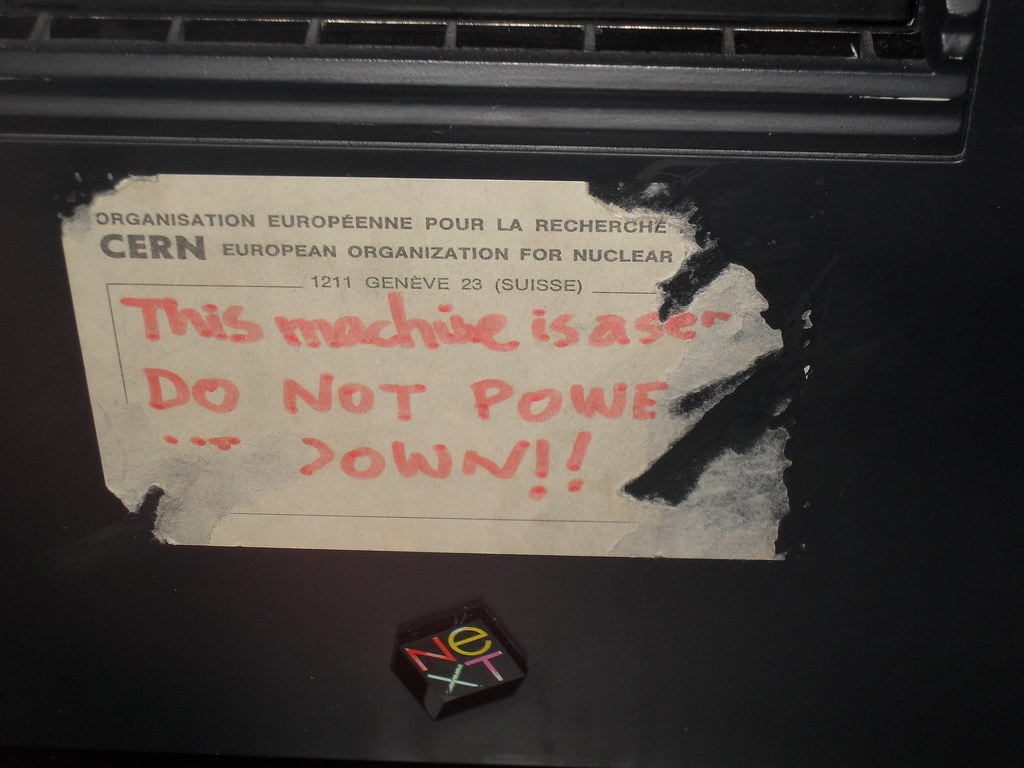 ORGANISATION EUROPÉENNE POUR LA RECHERCHE
CERN EUROPEAN ORGANIZATION FOR NUCLEAR
1211 GENÈVE 23 (SUISSE)
This machine is a ser
DO NOT POWE
DOWN!!
NeXT